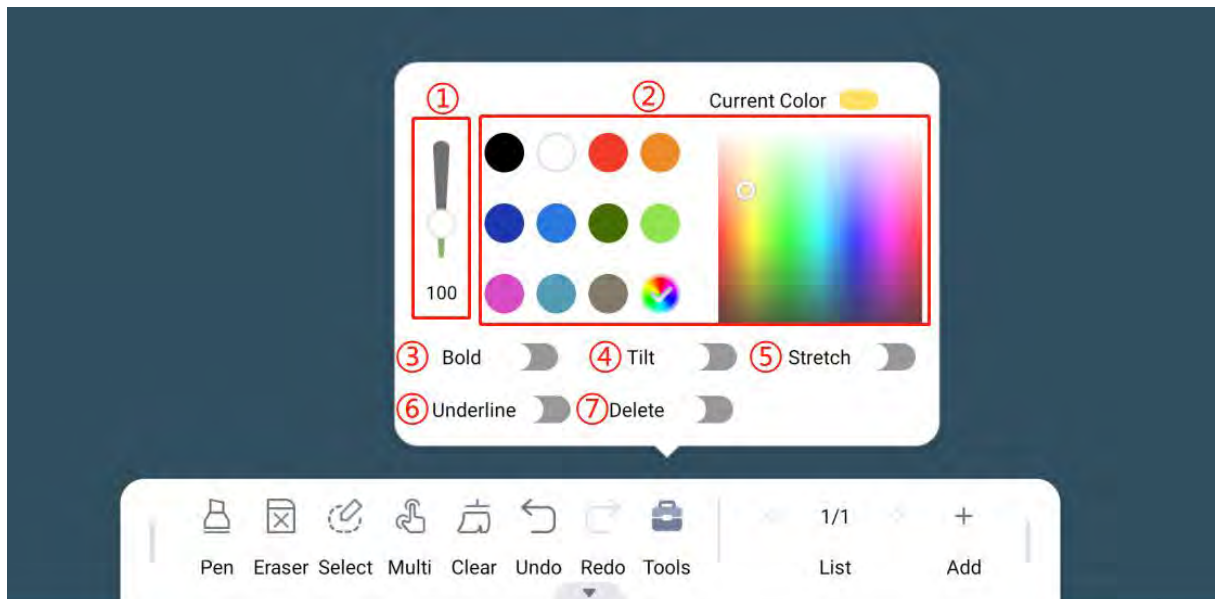 ① ② Current Color
100
③ Bold ④ Tilt ⑤ Stretch
⑥ Underline ⑦ Delete
1/1 +
Pen Eraser Select Multi Clear Undo Redo Tools List Add